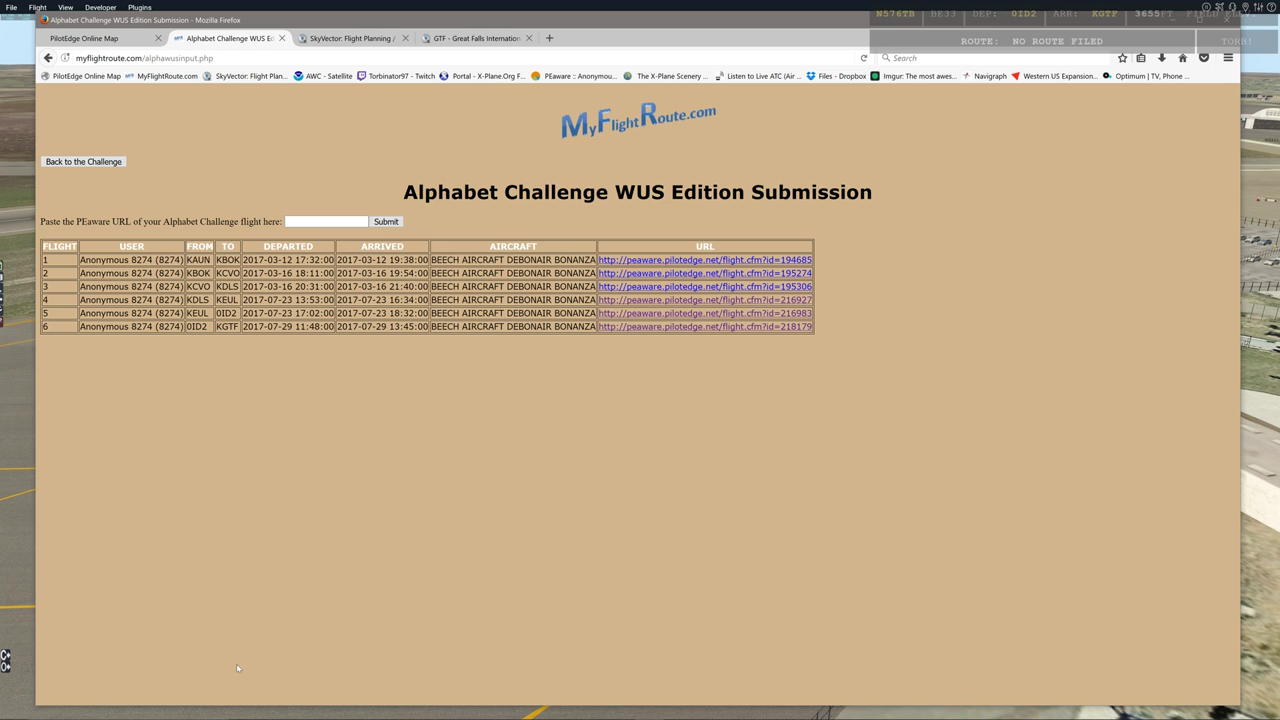 File Flight View Developer Plugins
Alphabet Challenge WUS Edition Submission - Mozilla Firefox
N576TB BE33 DEP: 0ID2 ARR: KGTF 3655FT
ROUTE: NO ROUTE FILED
PilotEdge Online Map Alphabet Challenge WUS Ed: SkyVector: Flight Planning / GTF - Great Falls Internation
myflightroute.com/alphawusinput.php Search
PilotEdge Online Map MyFlightRoute.com SkyVector: Flight Plan... AWC - Satellite Torbinator97 - Twitch Portal - X-Plane.Org F... PEaware :: Anonymou... The X-Plane Scenery ... Listen to Live ATC (Air ... Files - Dropbox Imgur: The most awes... Navigraph Western US Expansion... Optimum | TV, Phone ...
MyFlightRoute.com
Back to the Challenge
Alphabet Challenge WUS Edition Submission
Paste the PEaware URL of your Alphabet Challenge flight here: Submit
FLIGHT USER FROM TO DEPARTED ARRIVED AIRCRAFT URL
1 Anonymous 8274 (8274) KAUN KBOK 2017-03-12 17:32:00 2017-03-12 19:38:00 BEECH AIRCRAFT DEBONAIR BONANZA http://peaware.pilotedge.net/flight.cfm?id=194685
2 Anonymous 8274 (8274) KBOK KCVO 2017-03-16 18:11:00 2017-03-16 19:54:00 BEECH AIRCRAFT DEBONAIR BONANZA http://peaware.pilotedge.net/flight.cfm?id=195274
3 Anonymous 8274 (8274) KCVO KDLS 2017-03-16 20:31:00 2017-03-16 21:40:00 BEECH AIRCRAFT DEBONAIR BONANZA http://peaware.pilotedge.net/flight.cfm?id=195306
4 Anonymous 8274 (8274) KDLS KEUL 2017-07-23 13:53:00 2017-07-23 16:34:00 BEECH AIRCRAFT DEBONAIR BONANZA http://peaware.pilotedge.net/flight.cfm?id=216927
5 Anonymous 8274 (8274) KEUL 0ID2 2017-07-23 17:02:00 2017-07-23 18:32:00 BEECH AIRCRAFT DEBONAIR BONANZA http://peaware.pilotedge.net/flight.cfm?id=216983
6 Anonymous 8274 (8274) 0ID2 KGTF 2017-07-29 11:48:00 2017-07-29 13:45:00 BEECH AIRCRAFT DEBONAIR BONANZA http://peaware.pilotedge.net/flight.cfm?id=218179